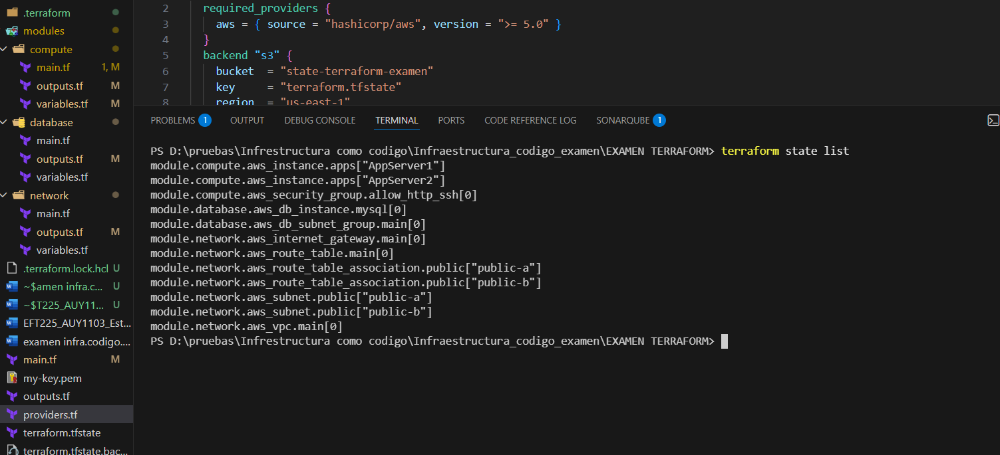 .terraform
modules
compute
main.tf 1, M
outputs.tf M
variables.tf M
database
main.tf
outputs.tf M
variables.tf
network
main.tf
outputs.tf M
variables.tf
.terraform.lock.hcl U
~$amen infra.c... U
~$T225_AUY11... U
EFT225_AUY1103_Est...
examen infra.codigo....
main.tf M
my-key.pem
outputs.tf
providers.tf
terraform.tfstate
terraform.tfstate.bac...
2 required_providers {
3 aws = { source = "hashicorp/aws", version = ">= 5.0" }
4 }
5 backend "s3" {
6 bucket = "state-terraform-examen"
7 key = "terraform.tfstate"
8 region = "us-east-1"
PROBLEMS 1 OUTPUT DEBUG CONSOLE TERMINAL PORTS CODE REFERENCE LOG SONARQUBE 1
PS D:\pruebas\Infrestructura como codigo\Infraestructura_codigo_examen\EXAMEN TERRAFORM> terraform state list
module.compute.aws_instance.apps["AppServer1"]
module.compute.aws_instance.apps["AppServer2"]
module.compute.aws_security_group.allow_http_ssh[0]
module.database.aws_db_instance.mysql[0]
module.database.aws_db_subnet_group.main[0]
module.network.aws_internet_gateway.main[0]
module.network.aws_route_table.main[0]
module.network.aws_route_table_association.public["public-a"]
module.network.aws_route_table_association.public["public-b"]
module.network.aws_subnet.public["public-a"]
module.network.aws_subnet.public["public-b"]
module.network.aws_vpc.main[0]
PS D:\pruebas\Infrestructura como codigo\Infraestructura_codigo_examen\EXAMEN TERRAFORM>